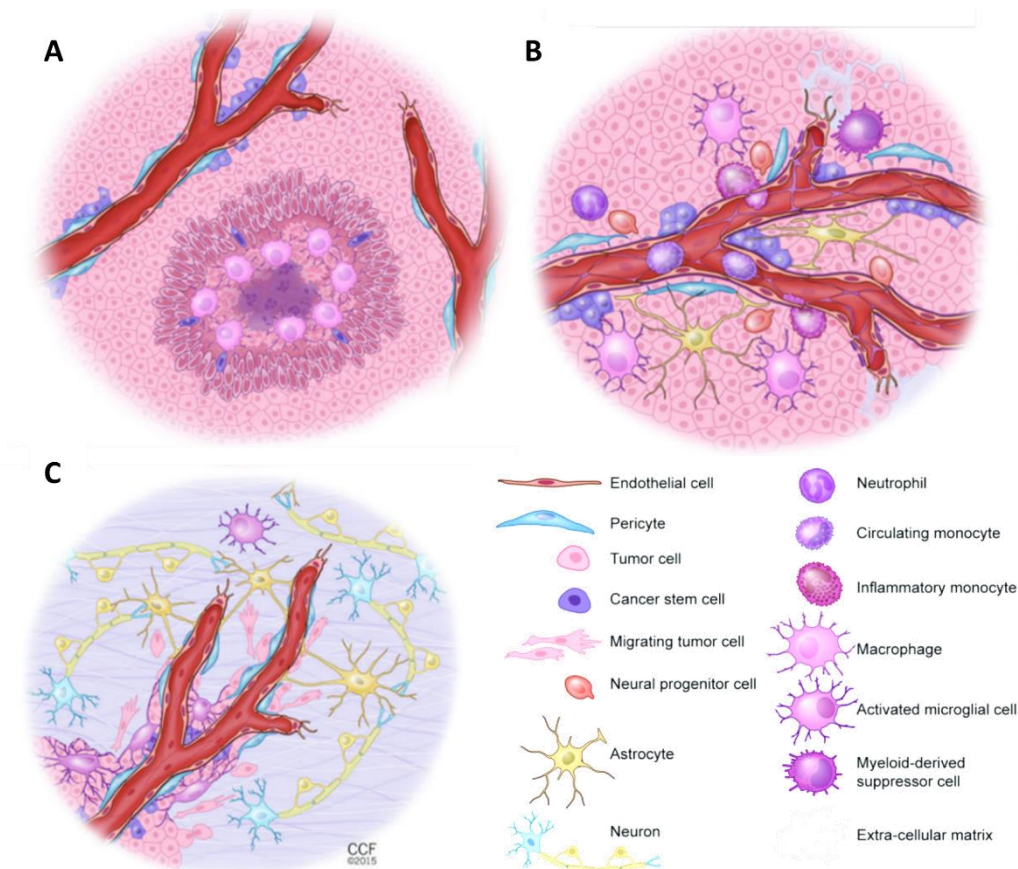 A
B
C
Endothelial cell
Pericyte
Tumor cell
Cancer stem cell
Migrating tumor cell
Neural progenitor cell
Astrocyte
Neuron
Neutrophil
Circulating monocyte
Inflammatory monocyte
Macrophage
Activated microglial cell
Myeloid-derived
suppressor cell
Extra-cellular matrix
CCF
©2015